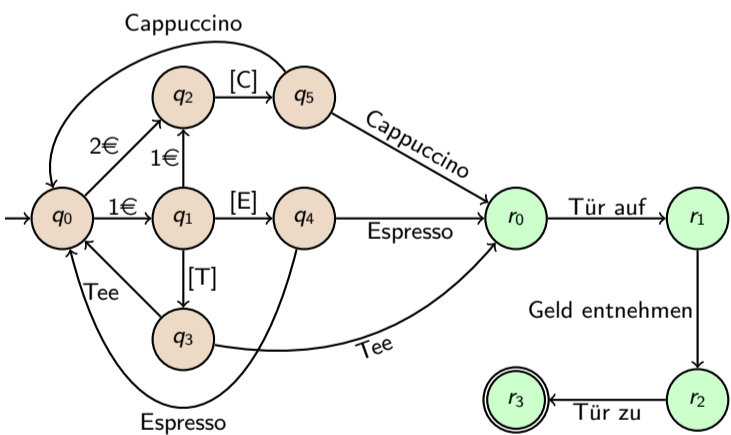 Cappuccino
q2
[C]
q5
2€
1€
Cappuccino
q0
1€
q1
[E]
q4
Espresso
r0
Tür auf
r1
[T]
Tee
Geld entnehmen
q3
Tee
r3
Tür zu
r2
Espresso